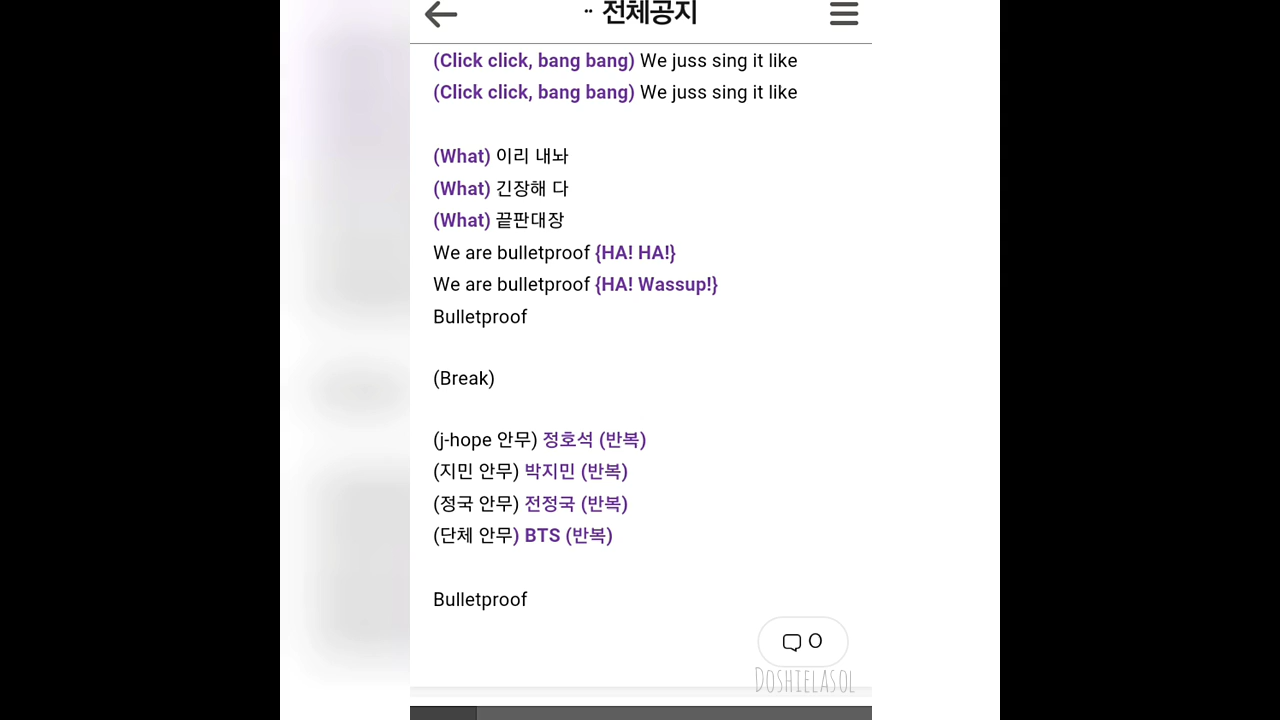 전체공지
(Click click, bang bang) We juss sing it like
(Click click, bang bang) We juss sing it like
(What) 이리 내놔
(What) 긴장해 다
(What) 끝판대장
We are bulletproof {HA! HA!}
We are bulletproof {HA! Wassup!}
Bulletproof
(Break)
(j-hope 안무) 정호석 (반복)
(지민 안무) 박지민 (반복)
(정국 안무) 전정국 (반복)
(단체 안무) BTS (반복)
Bulletproof
0
DOSHIELASOL